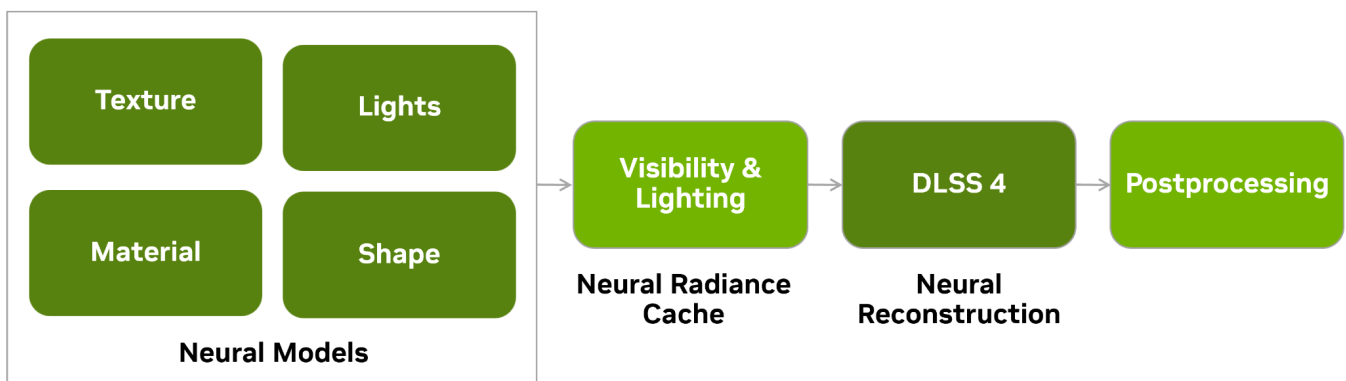 Texture
Lights
Material
Shape
Neural Models
Visibility &
Lighting
Neural Radiance
Cache
DLSS 4
Neural
Reconstruction
Postprocessing